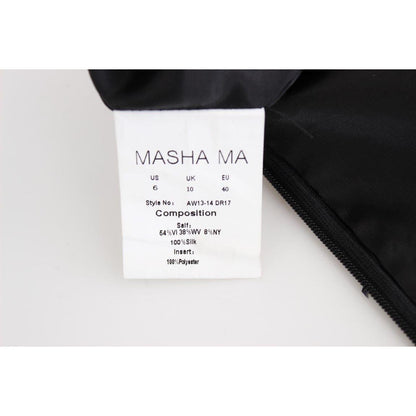 MASHA MA
US UK EU
6 10 40
Style No: AW13-14 DR17
Composition
Self:
54%VI 38%WV 8%NY
100%Silk
Insert:
100%Polyester